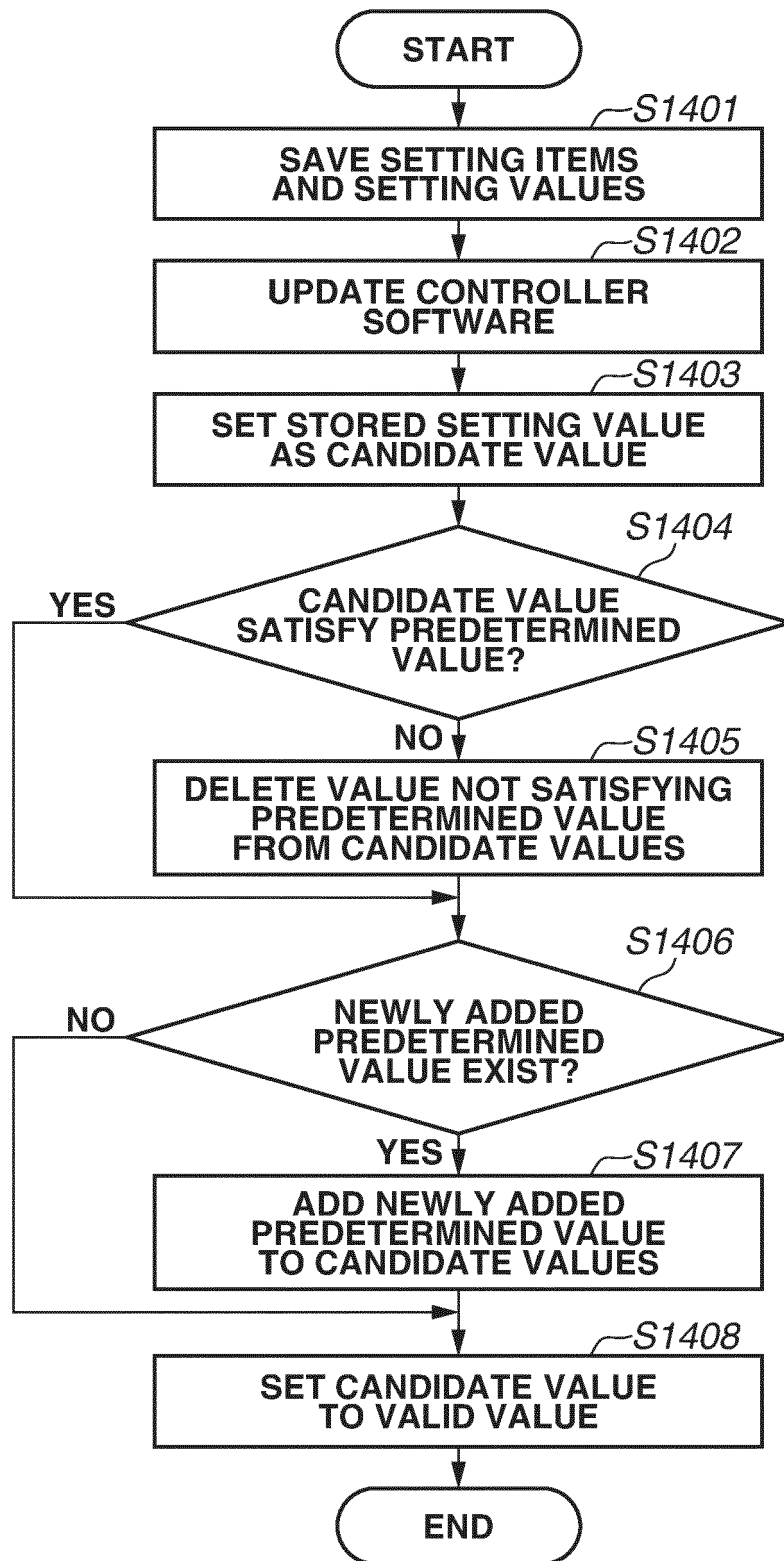 START
S1401
SAVE SETTING ITEMS
AND SETTING VALUES
S1402
UPDATE CONTROLLER
SOFTWARE
S1403
SET STORED SETTING VALUE
AS CANDIDATE VALUE
S1404
YES
CANDIDATE VALUE
SATISFY PREDETERMINED
VALUE?
NO
S1405
DELETE VALUE NOT SATISFYING
PREDETERMINED VALUE
FROM CANDIDATE VALUES
S1406
NO
NEWLY ADDED
PREDETERMINED
VALUE EXIST?
YES
S1407
ADD NEWLY ADDED
PREDETERMINED VALUE
TO CANDIDATE VALUES
S1408
SET CANDIDATE VALUE
TO VALID VALUE
END